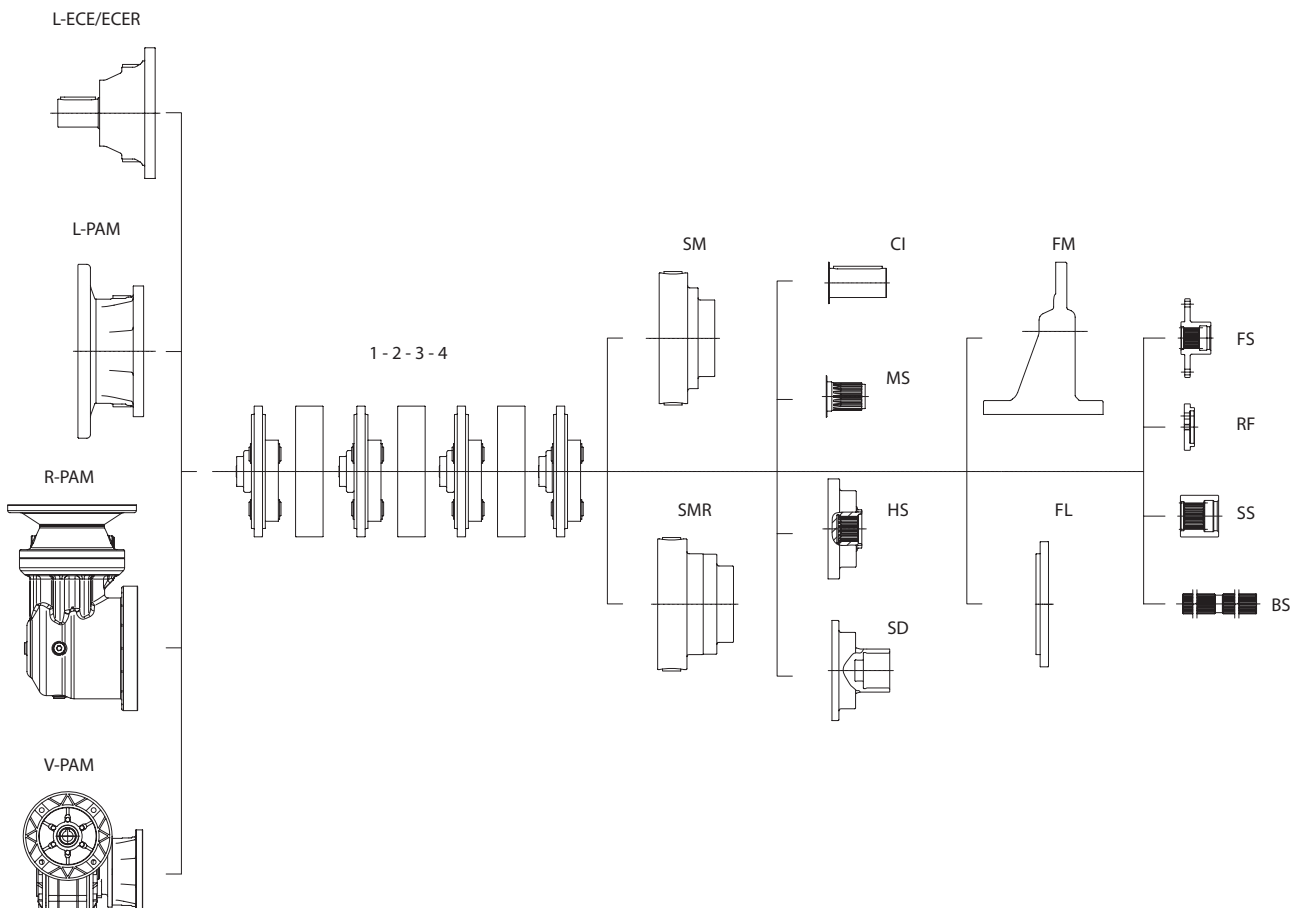 L-ECE/ECER
L-PAM
R-PAM
V-PAM
1 - 2 - 3 - 4
SM
SMR
CI
MS
HS
SD
FM
FL
FS
RF
SS
BS